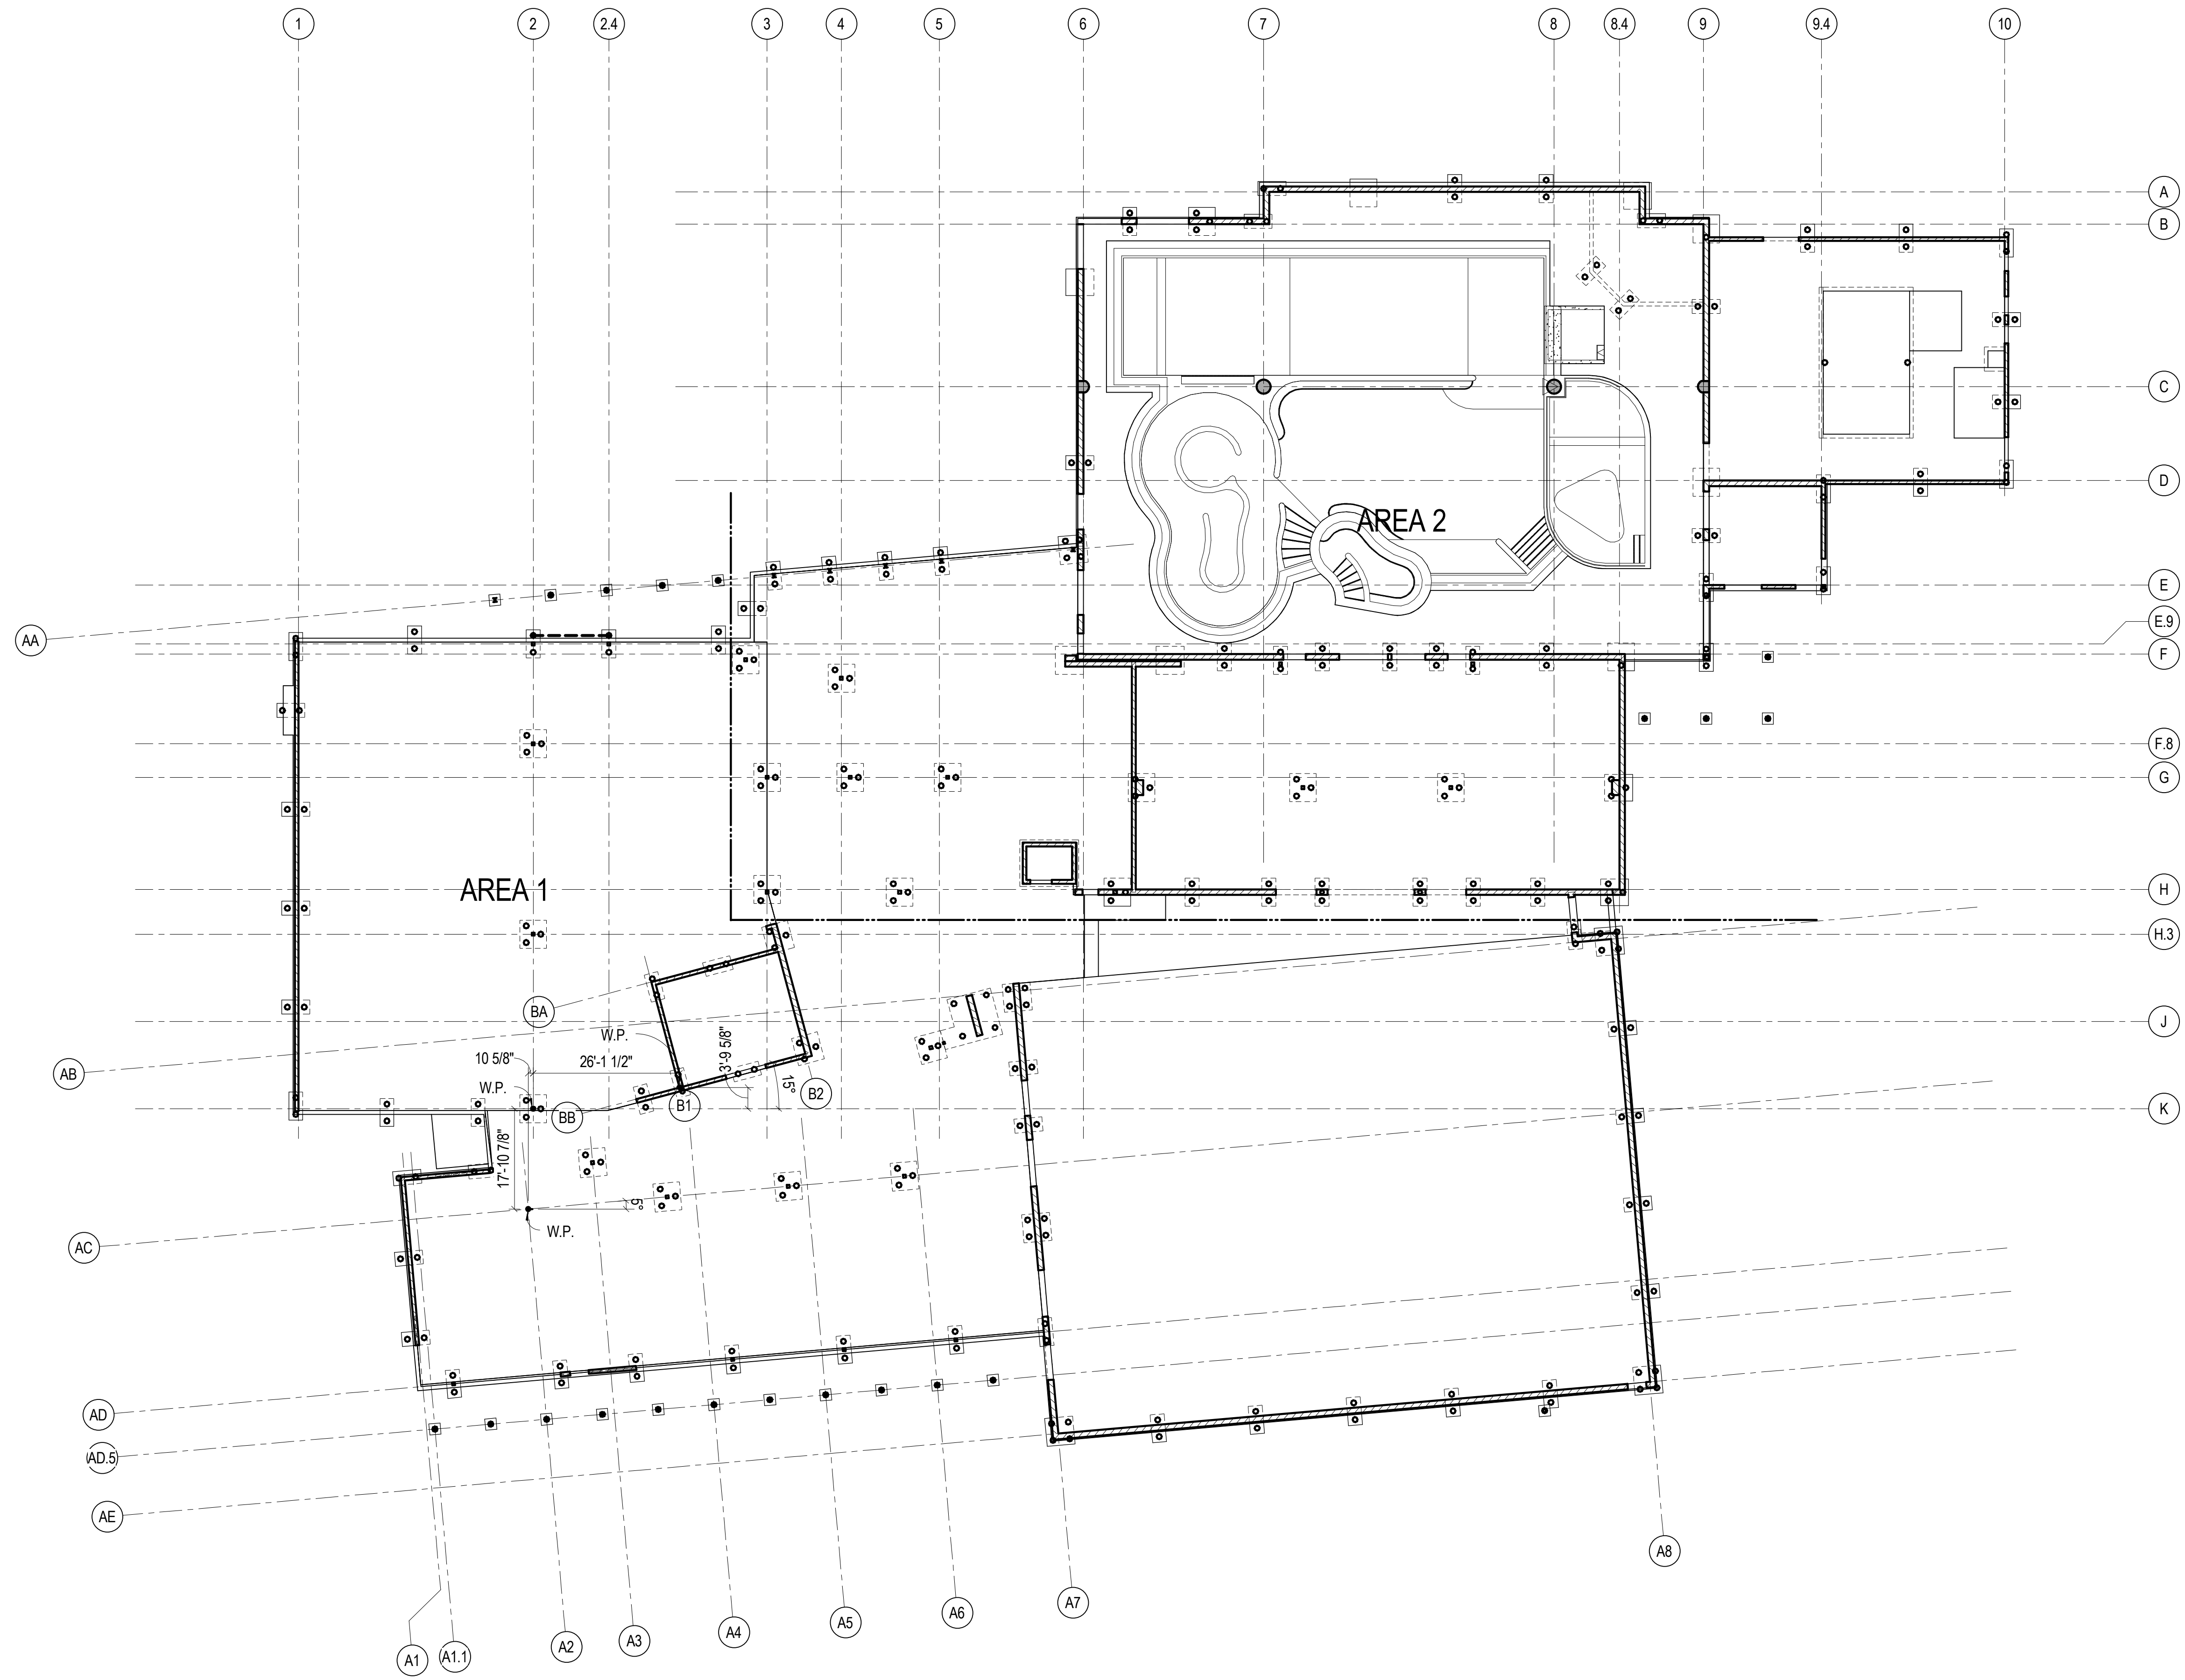 1 2 2.4 3 4 5 6 7 8 8.4 9 9.4 10
A
B
C
D
AREA 2
E
E.9
AA
F
F.8
G
AREA 1
H
H.3
BA
J
W.P.
3'-9 5/8"
10 5/8"
26'-1 1/2"
AB
W.P.
15°
B2
B1
BB
K
17'-10 7/8"
5°
W.P.
AC
AD
AD.5
AE
A8
A7
A6
A5
A4
A3
A2
A1.1
A1